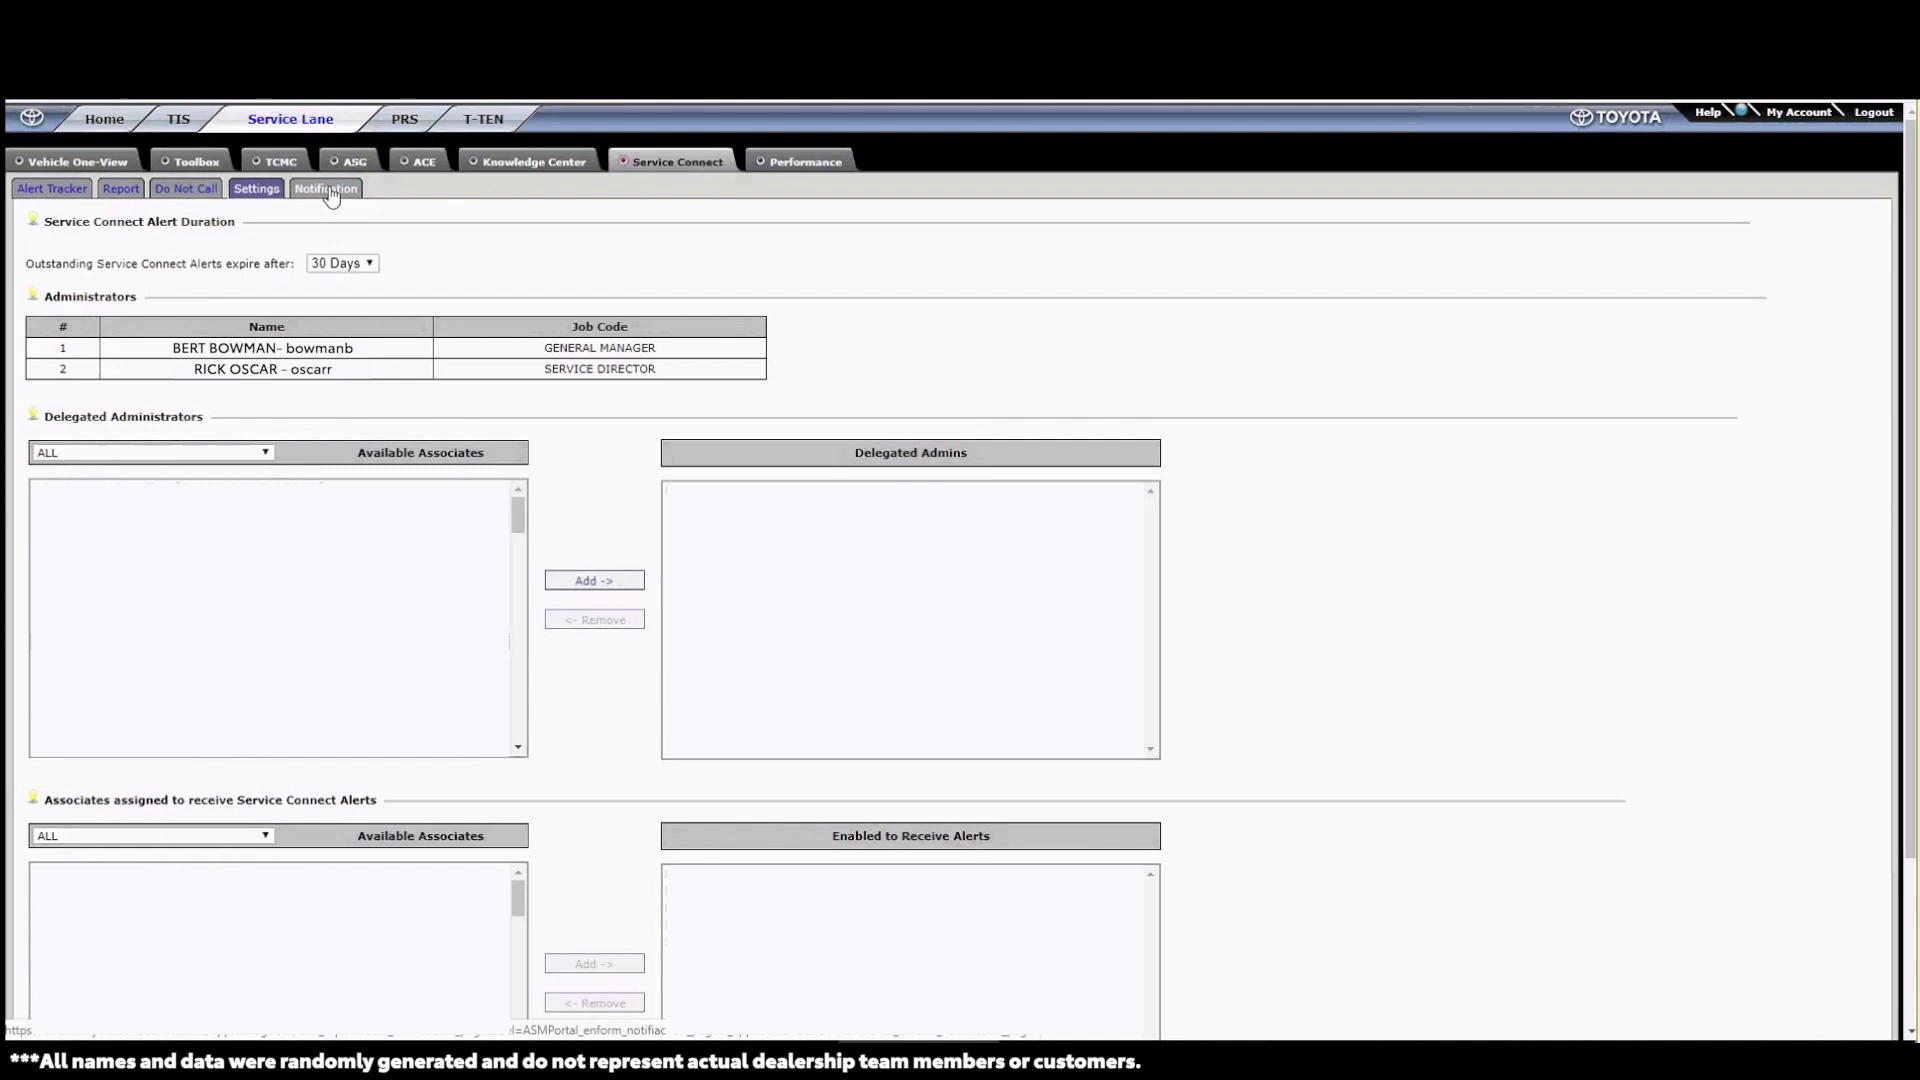 Home TIS Service Lane PRS T-TEN TOYOTA Help My Account Logout
Vehicle One-View Toolbox TCMC ASG ACE Knowledge Center Service Connect Performance
Alert Tracker Report Do Not Call Settings Notification
Service Connect Alert Duration
Outstanding Service Connect Alerts expire after: 30 Days
Administrators
# Name Job Code
1 BERT BOWMAN- bowmanb GENERAL MANAGER
2 RICK OSCAR - oscarr SERVICE DIRECTOR
Delegated Administrators
ALL Available Associates Delegated Admins
Add ->
<- Remove
Associates assigned to receive Service Connect Alerts
ALL Available Associates Enabled to Receive Alerts
Add ->
<- Remove
https =ASMPortal_enform_notifiac
***All names and data were randomly generated and do not represent actual dealership team members or customers.